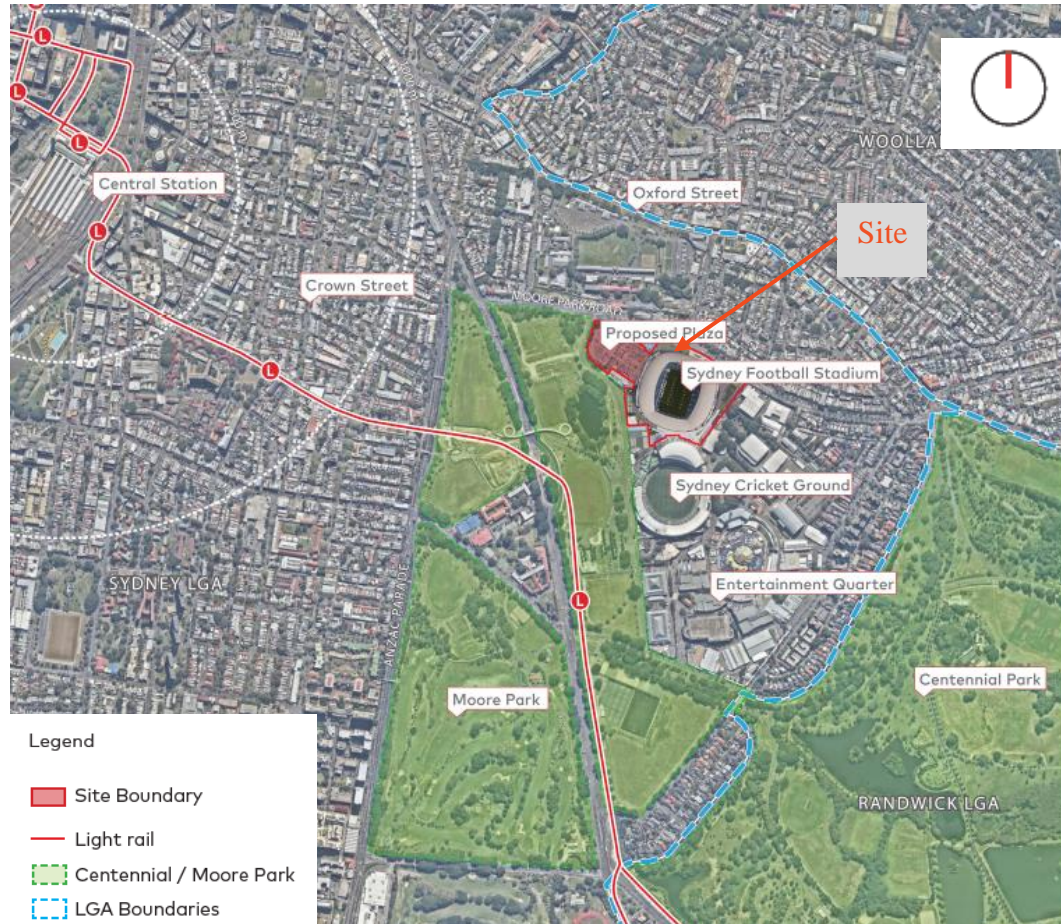 WOOLLA
Central Station
Oxford Street
Site
Crown Street
MOORE PARK ROAD
Proposed Plaza
Sydney Football Stadium
Sydney Cricket Ground
SYDNEY LGA
ANZAC PARADE
Entertainment Quarter
Moore Park
Centennial Park
RANDWICK LGA
L
L
L
L
L
L
L
Legend
Site Boundary
Light rail
Centennial / Moore Park
LGA Boundaries